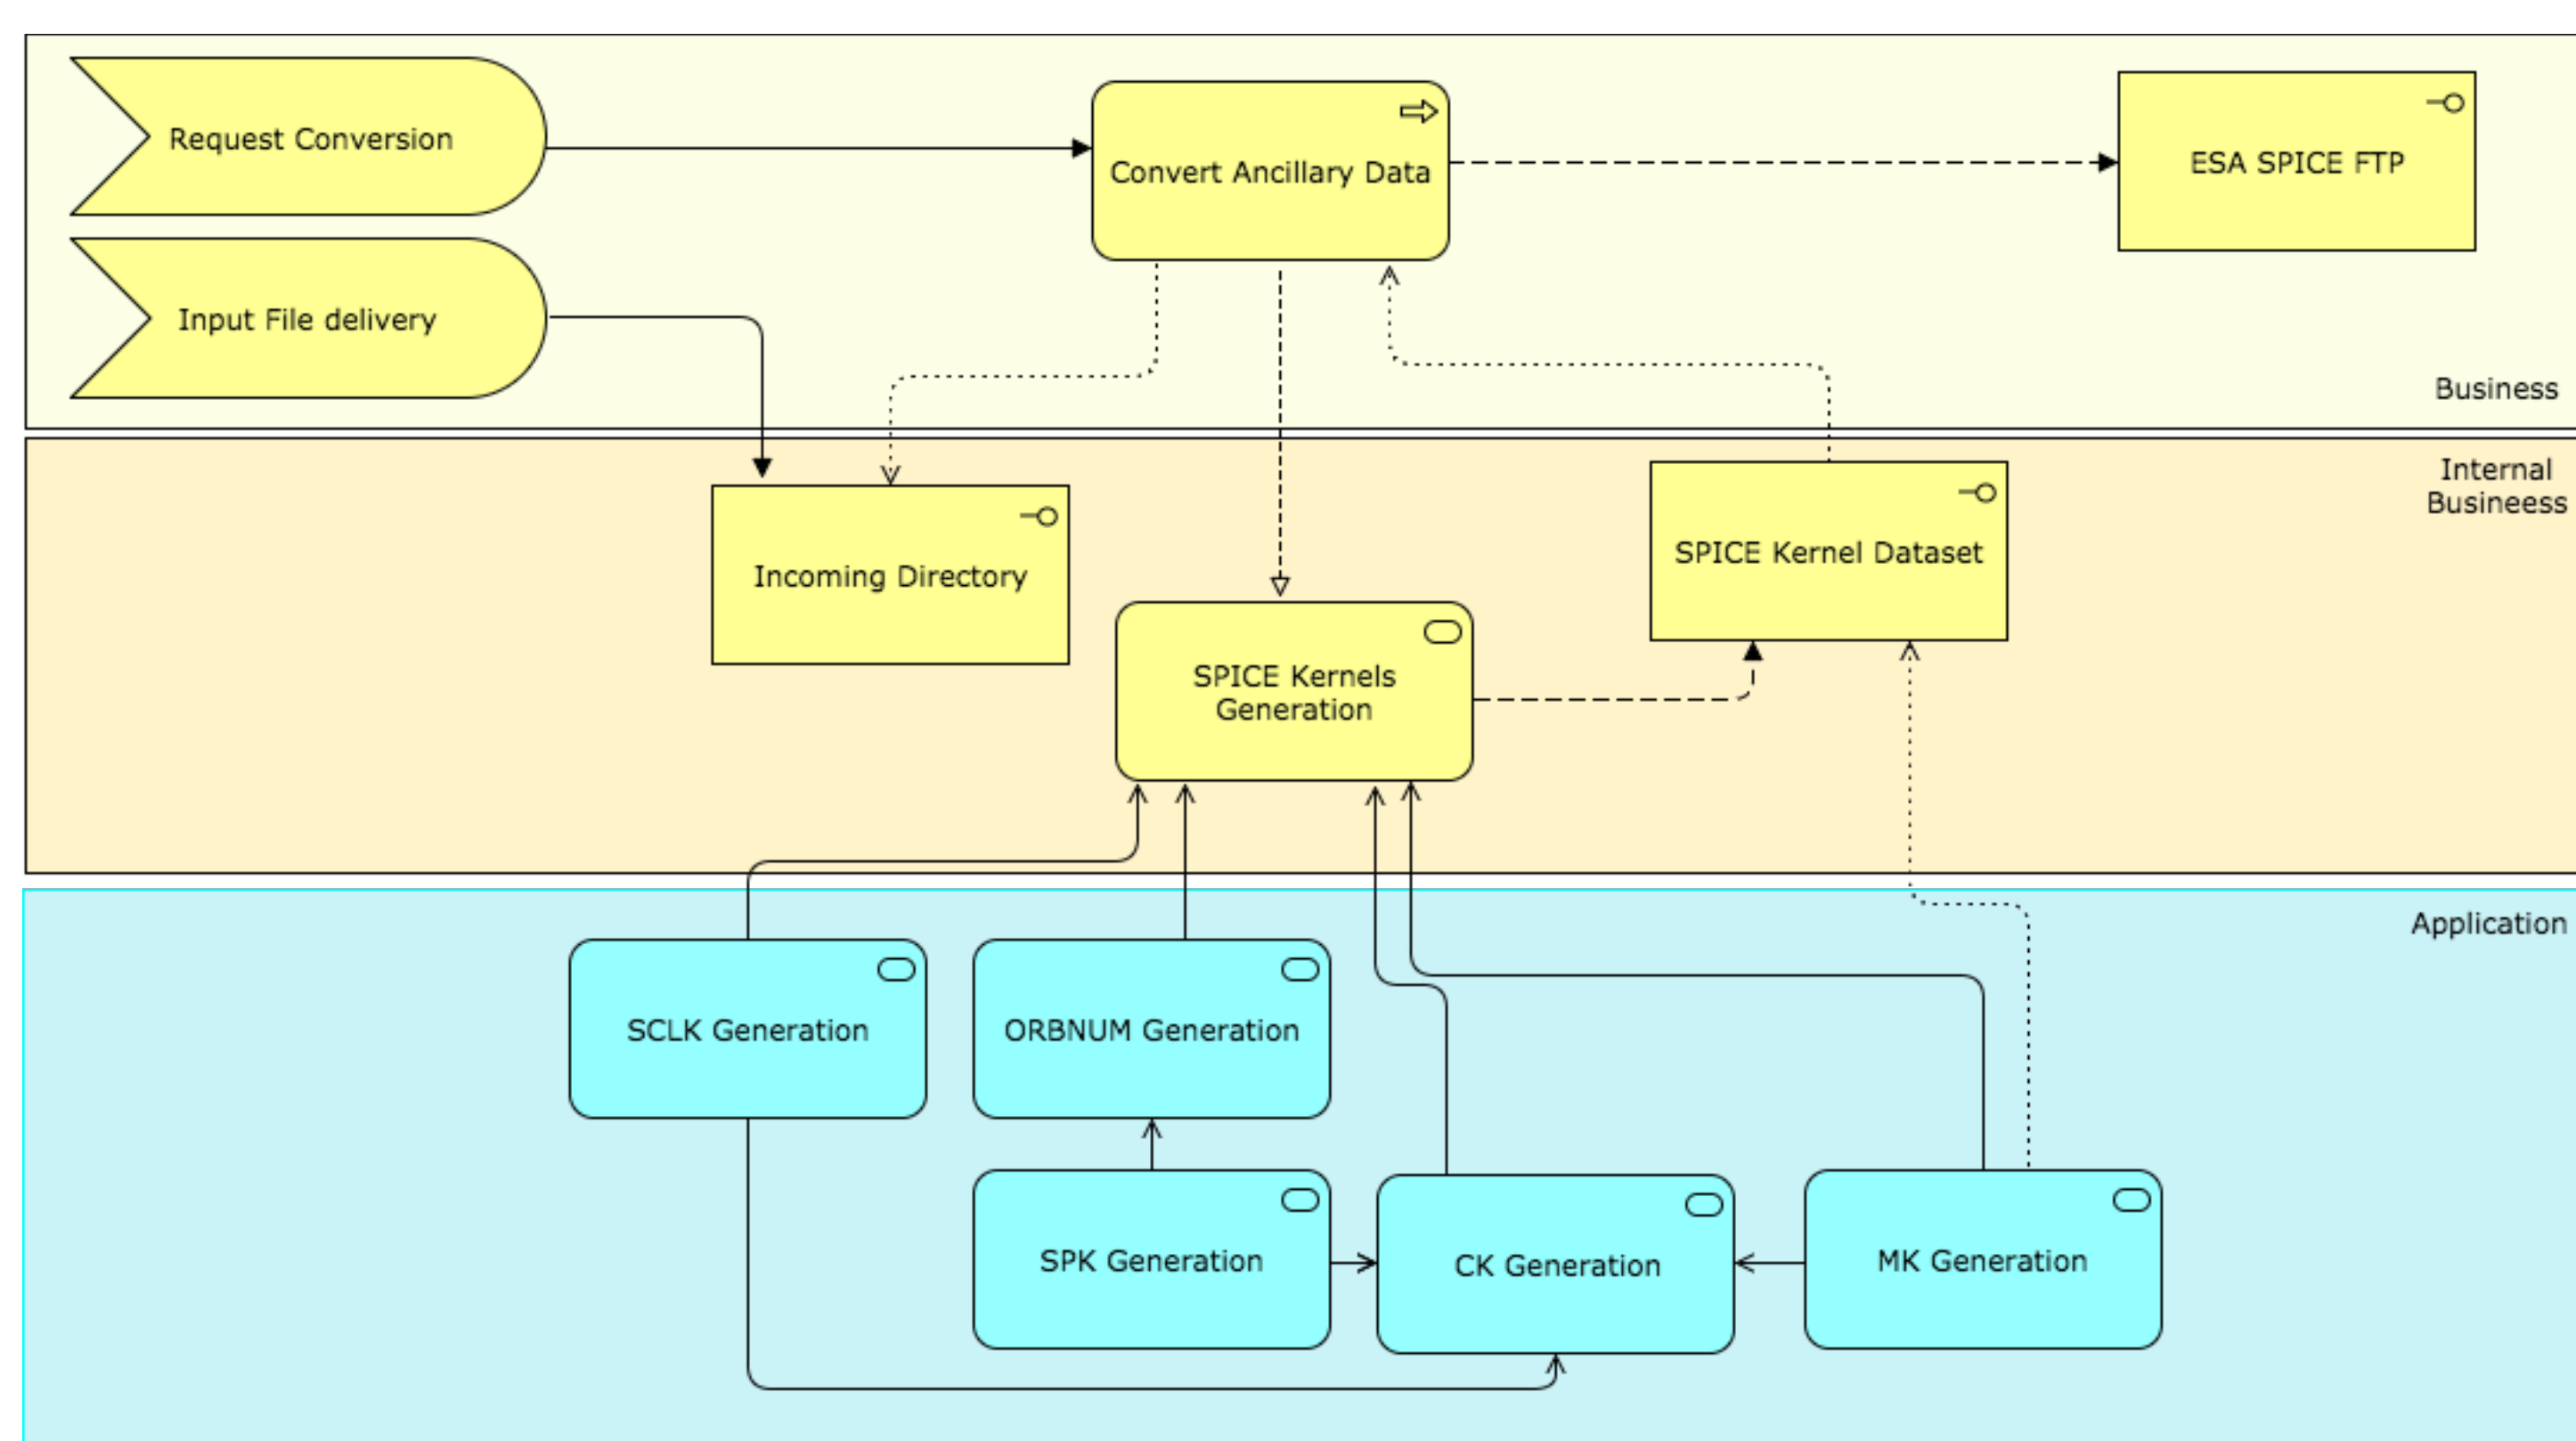 Request Conversion
Convert Ancillary Data
ESA SPICE FTP
Input File delivery
Business
Internal
Busineess
Incoming Directory
SPICE Kernel Dataset
SPICE Kernels
Generation
Application
SCLK Generation
ORBNUM Generation
SPK Generation
CK Generation
MK Generation